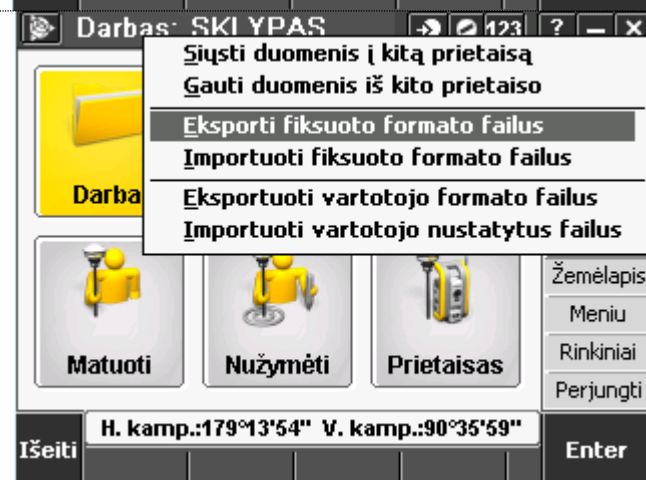 Darbas: SKLYPAS 123 ?
Siųsti duomenis į kitą prietaisą
Gauti duomenis iš kito prietaiso
Eksporti fiksuoto formato failus
Importuoti fiksuoto formato failus
Eksportuoti vartotojo formato failus
Importuoti vartotojo nustatytus failus
Darba
Matuoti
Nužymėti
Prietaisas
Žemėlapis
Meniu
Rinkiniai
Perjungti
H. kamp.:179°13'54" V. kamp.:90°35'59"
Išeiti
Enter